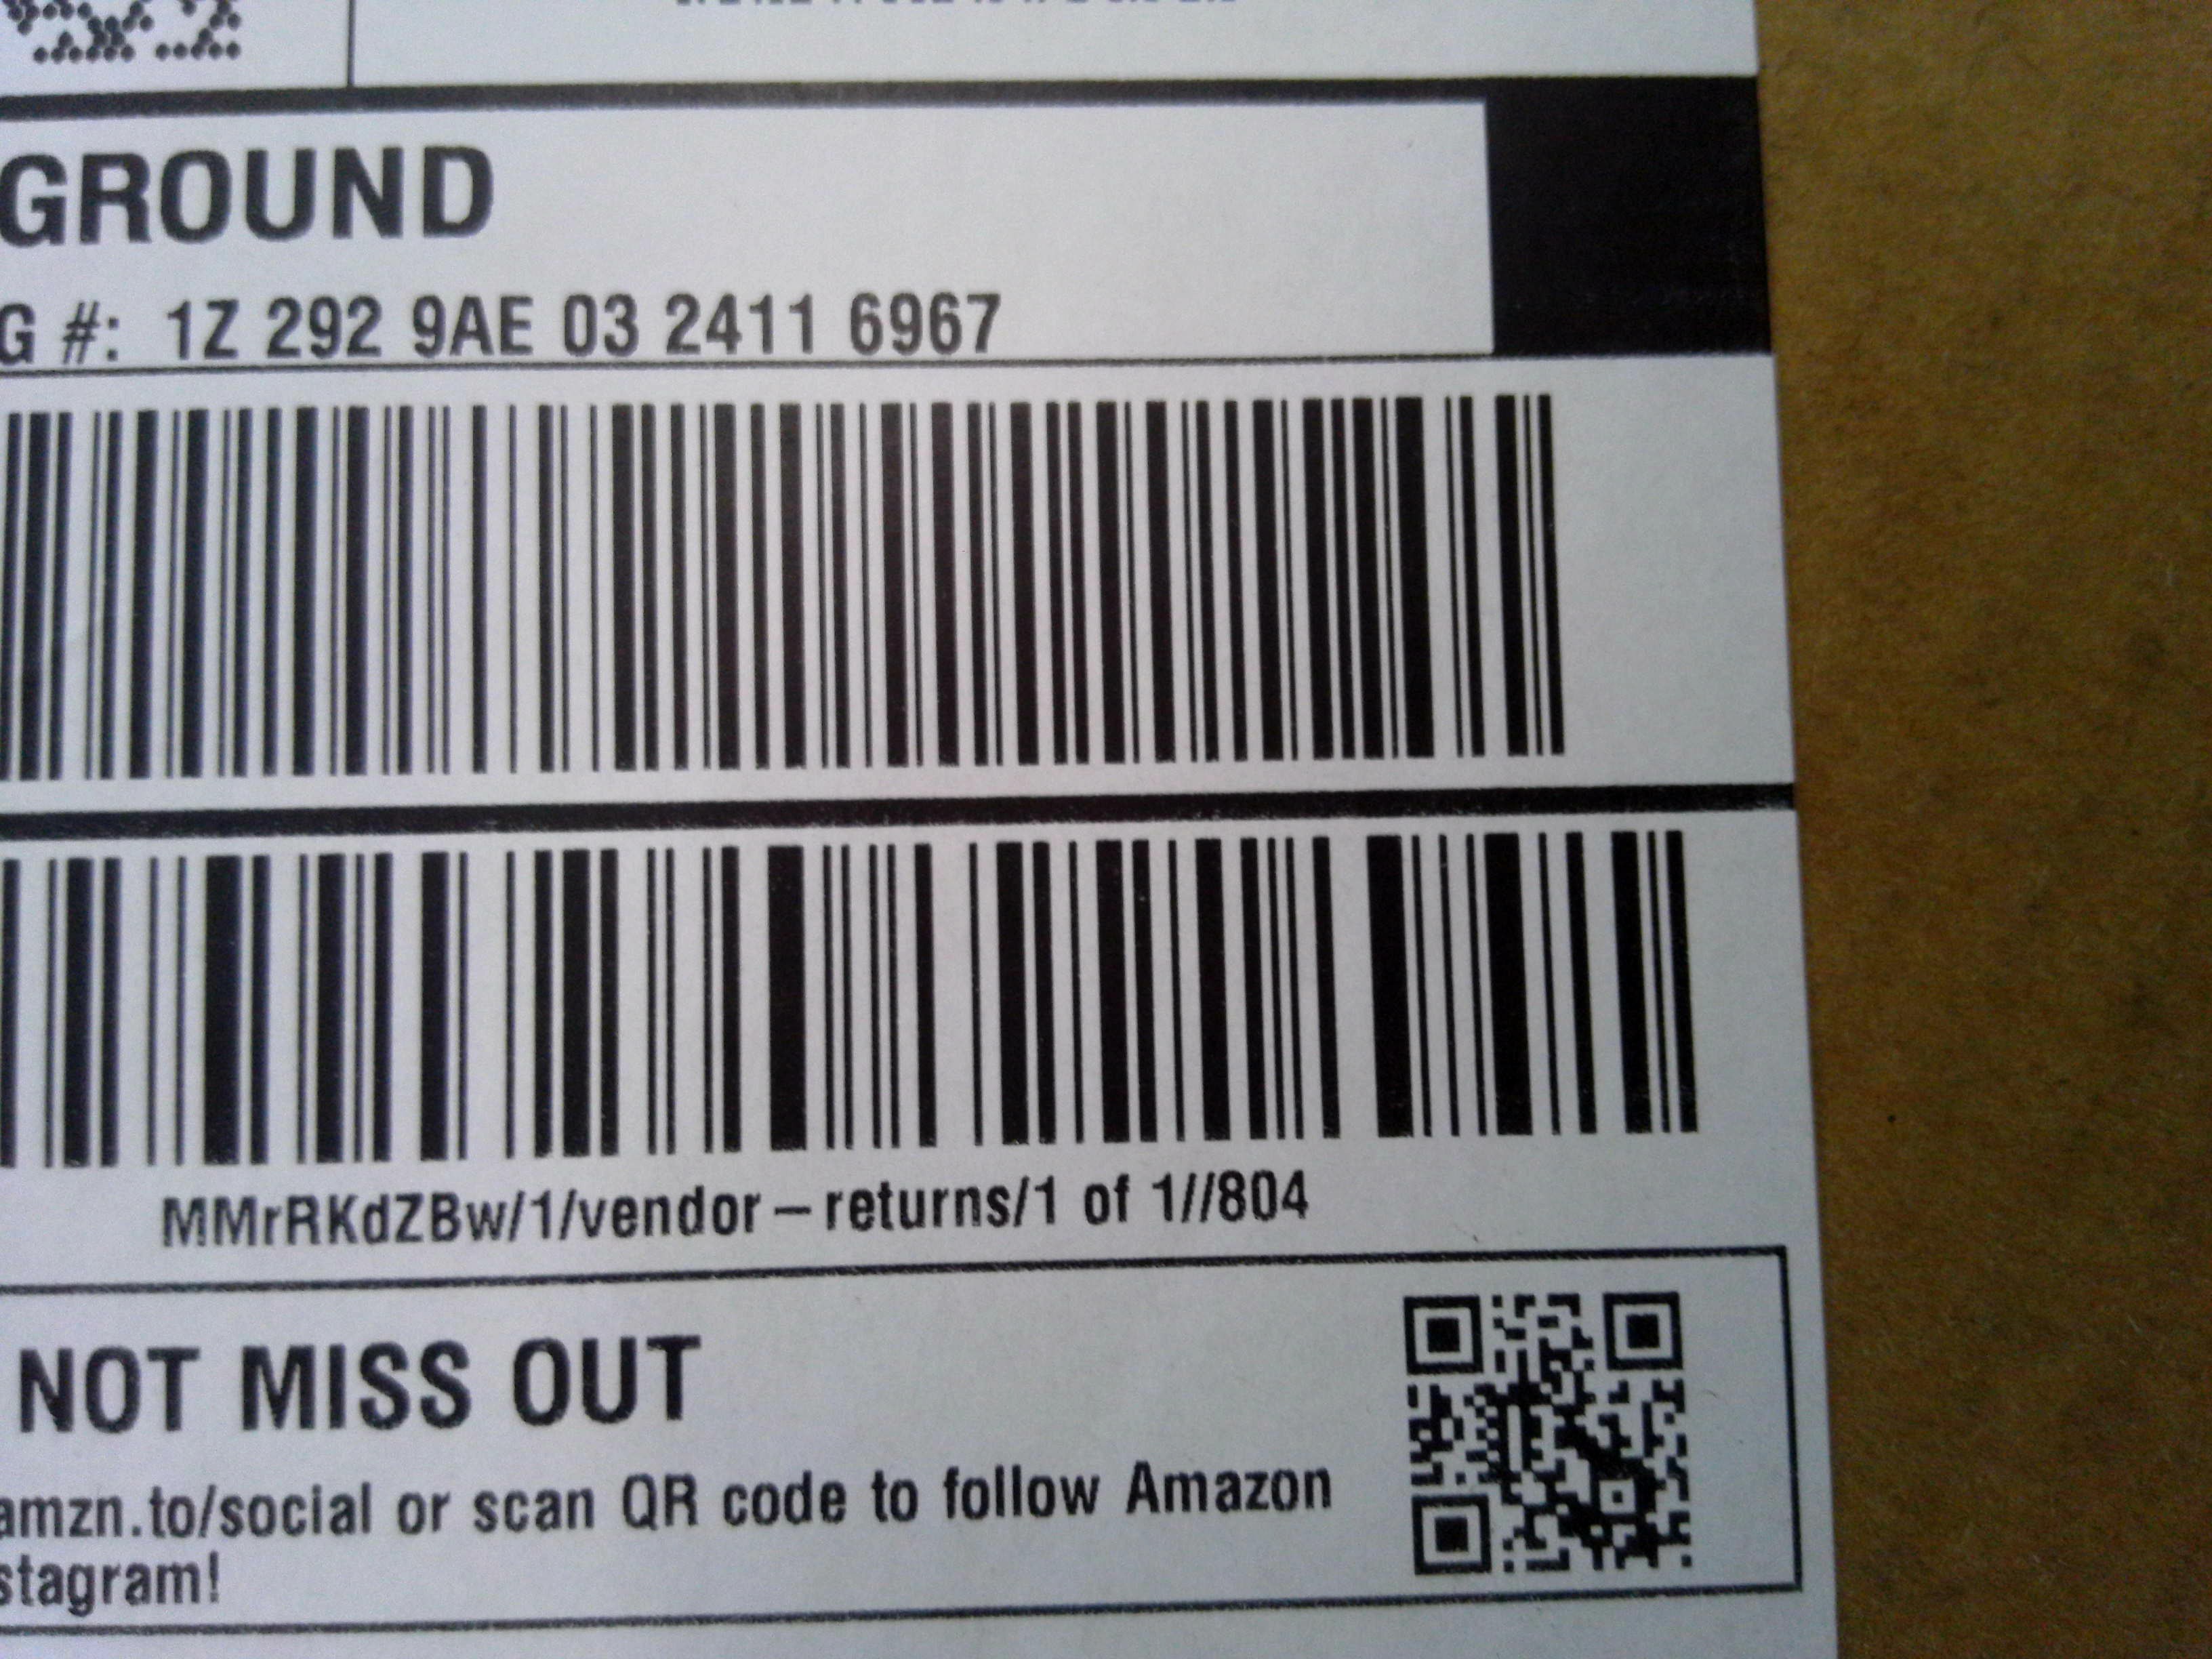 GROUND
G #: 1Z 292 9AE 03 2411 6967
MMrRKdZBw/1/vendor–returns/1 of 1//804
NOT MISS OUT
amzn.to/social or scan QR code to follow Amazon
stagram!